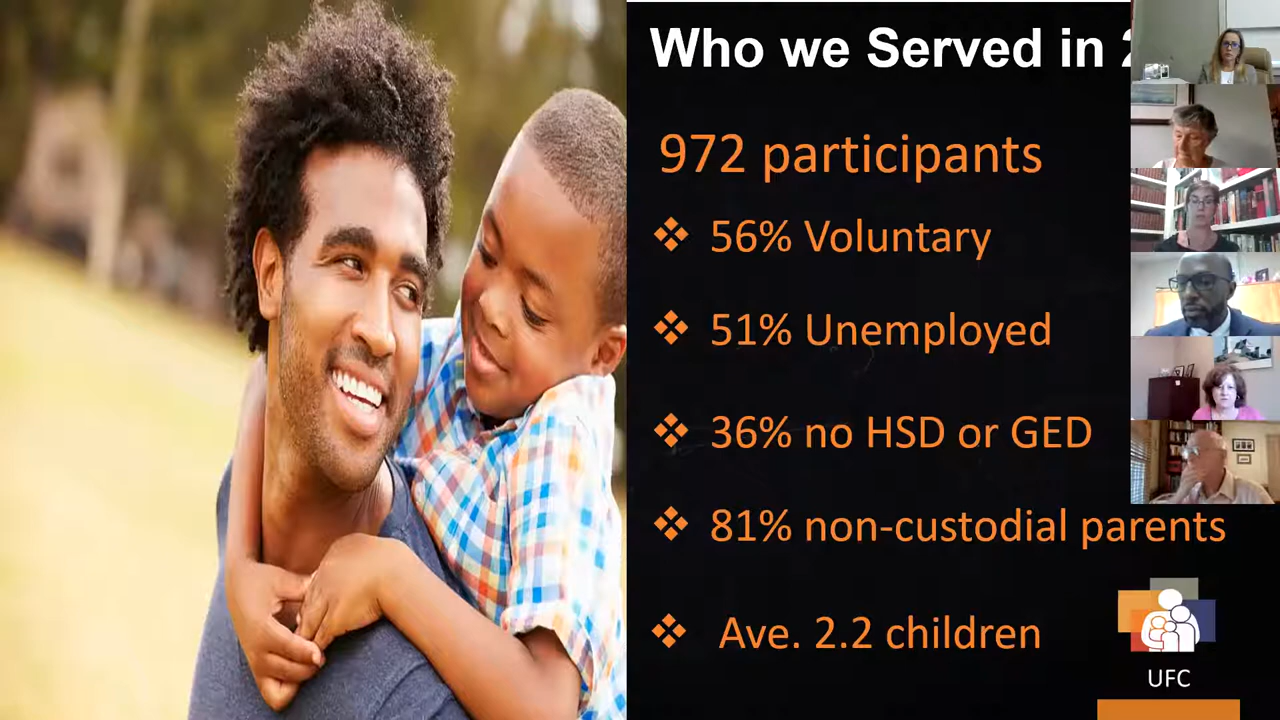 Who we Served in
972 participants
❖ 56% Voluntary
❖ 51% Unemployed
❖ 36% no HSD or GED
❖ 81% non-custodial parents
❖ Ave. 2.2 children
UFC